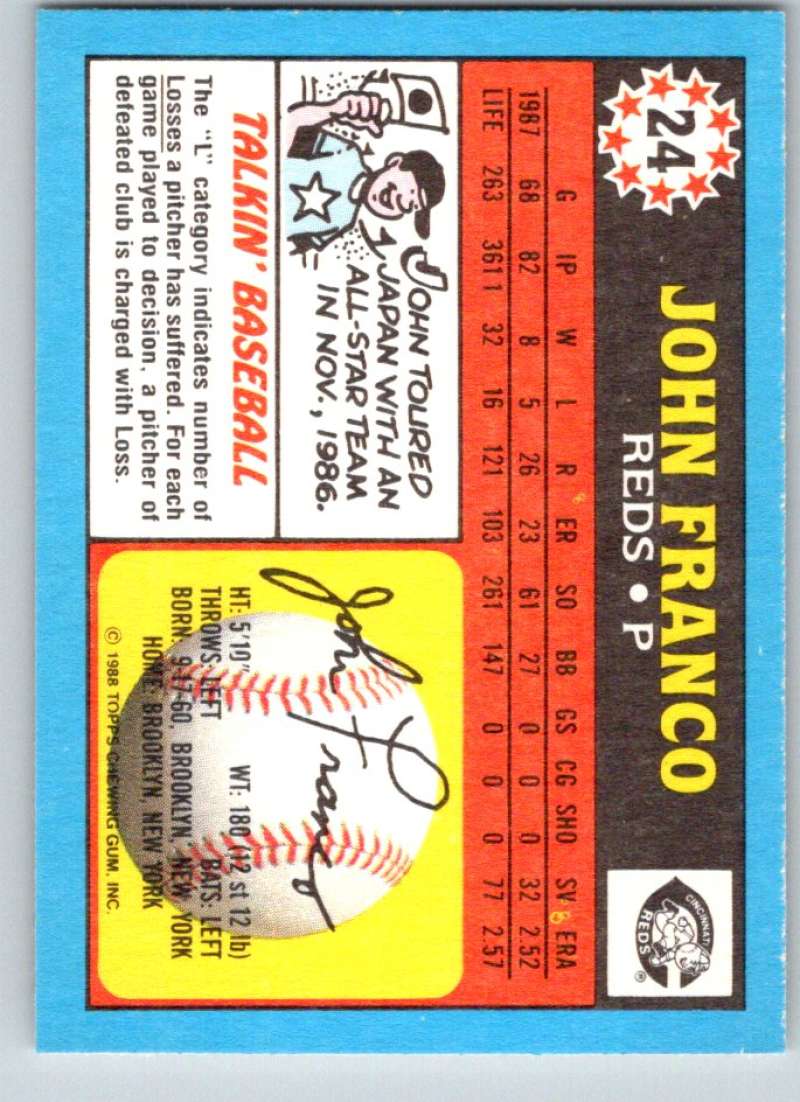 24
JOHN FRANCO
REDS • P
CINCINNATI
REDS ®
G IP W L R ER SO BB GS CG SHO SV ERA
1987 68 82 8 5 26 23 61 27 0 0 0 32 2.52
LIFE 263 361 1 32 16 121 103 261 147 0 0 0 77 2.57
JOHN TOURED
JAPAN WITH AN
ALL-STAR TEAM
IN NOV., 1986.
TALKIN' BASEBALL
The "L" category indicates number of
Losses a pitcher has suffered. For each
game played to decision, a pitcher of
defeated club is charged with Loss.
John Franco
HT: 5'10" WT: 180 (12 st 12 lb)
THROWS: LEFT BATS: LEFT
BORN: 9-17-60, BROOKLYN, NEW YORK
HOME: BROOKLYN, NEW YORK
© 1988 TOPPS CHEWING GUM, INC.